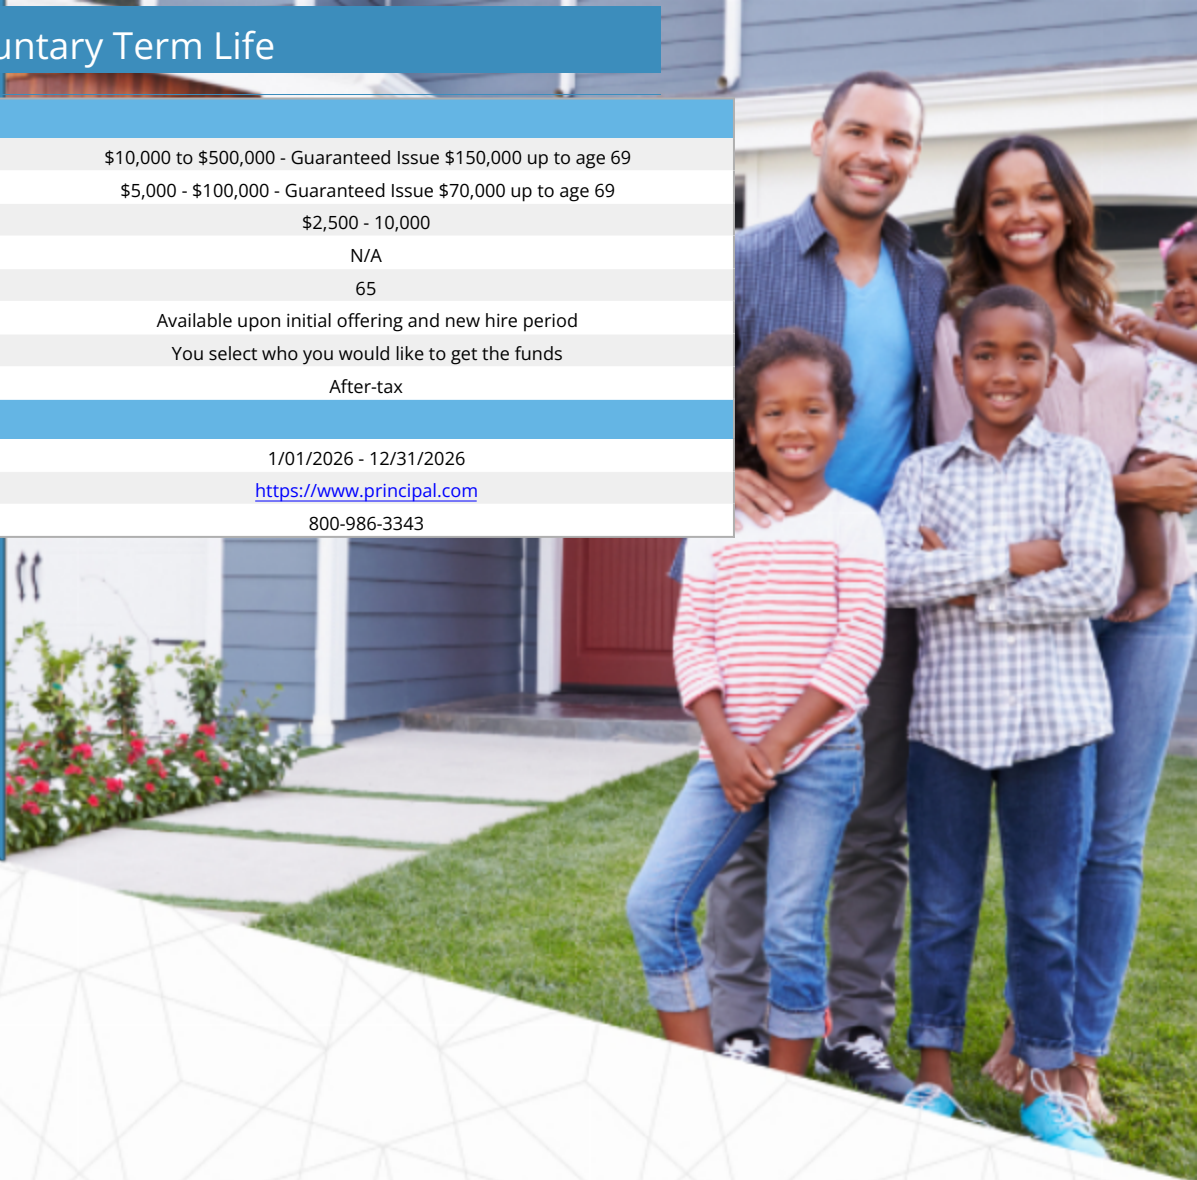 untary Term Life
$10,000 to $500,000 - Guaranteed Issue $150,000 up to age 69
$5,000 - $100,000 - Guaranteed Issue $70,000 up to age 69
$2,500 - 10,000
N/A
65
Available upon initial offering and new hire period
You select who you would like to get the funds
After-tax
1/01/2026 - 12/31/2026
https://www.principal.com
800-986-3343